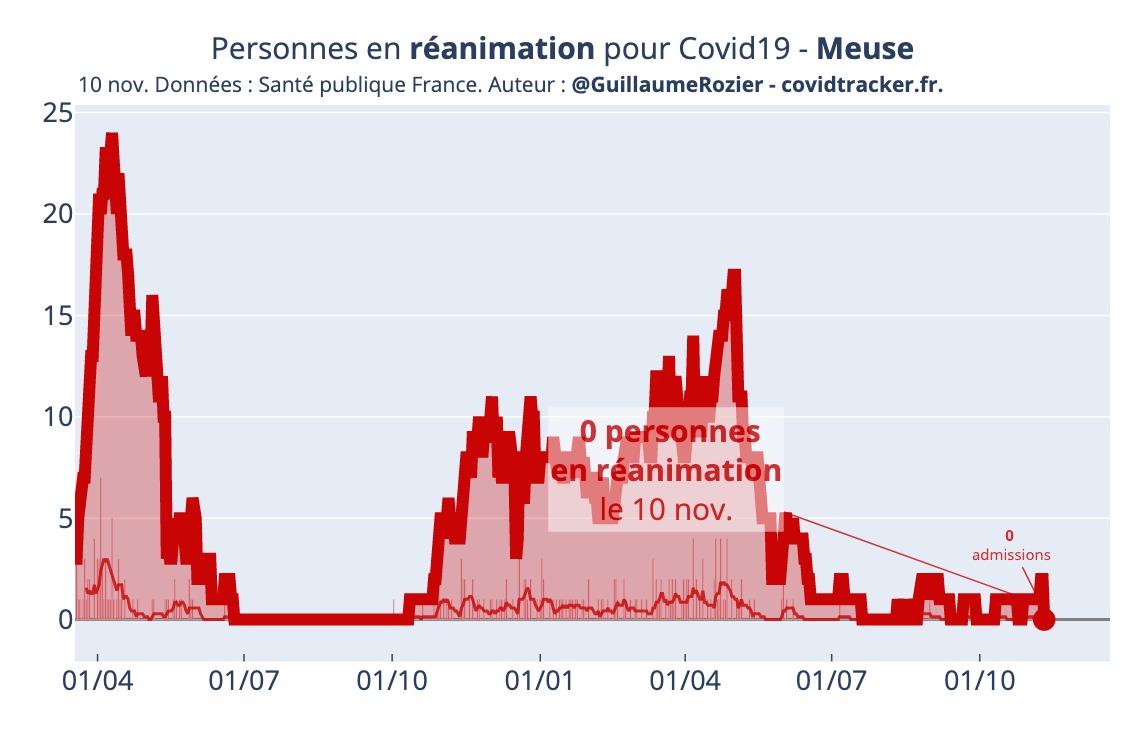 Personnes en réanimation pour Covid19 - Meuse
10 nov. Données : Santé publique France. Auteur : @GuillaumeRozier - covidtracker.fr.
25
20
15
10
5
0
0 personnes
en réanimation
le 10 nov.
0
admissions
01/04
01/07
01/10
01/01
01/04
01/07
01/10